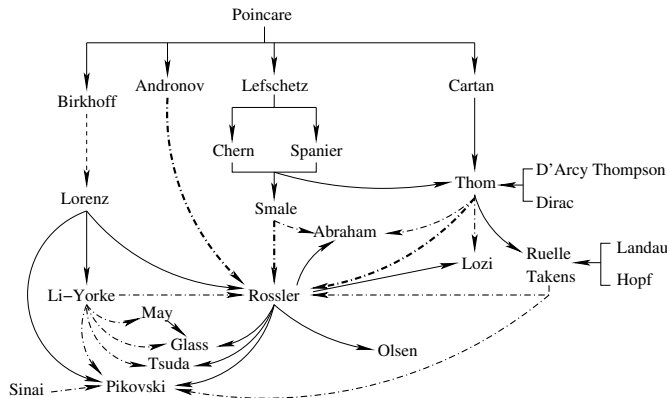 Poincare
Birkhoff
Andronov
Lefschetz
Cartan
Chern
Spanier
D'Arcy Thompson
Thom
Dirac
Lorenz
Smale
Abraham
Landau
Ruelle
Lozi
Takens
Hopf
Li-Yorke
Rossler
May
Glass
Olsen
Tsuda
Sinai
Pikovski